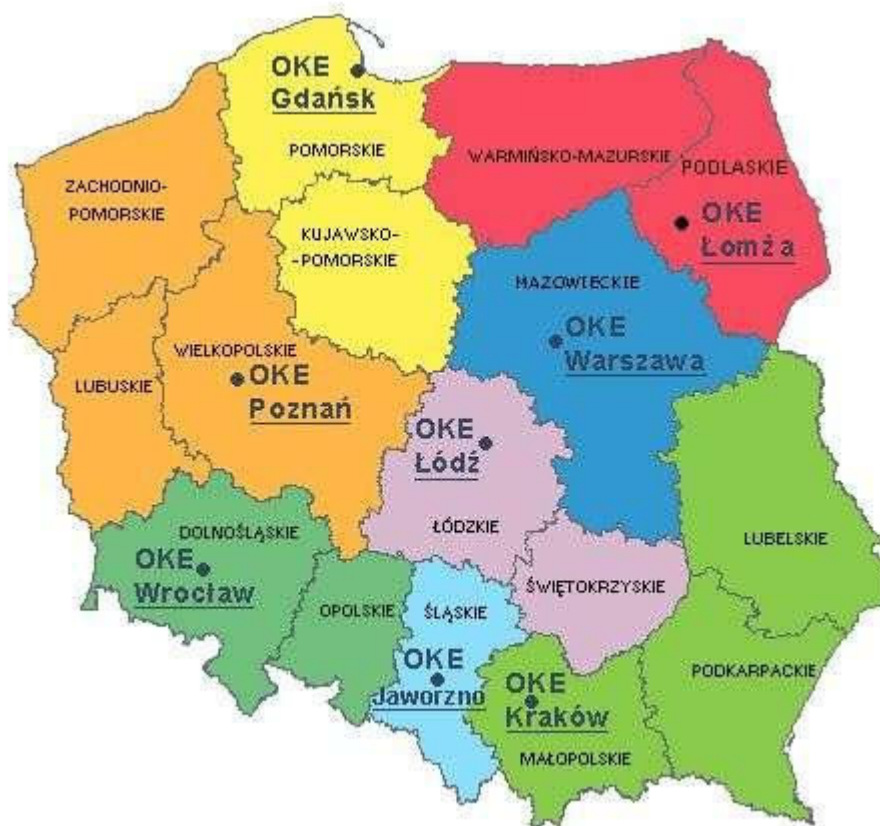 OKE
Gdańsk
POMORSKIE
WARMIŃSKO-MAZURSKIE
PODLASKIE
ZACHODNIO-
POMORSKIE
OKE
Łomża
KUJAWSKO-
-POMORSKIE
MAZOWIECKIE
OKE
Warszawa
WIELKOPOLSKIE
LUBUSKIE
OKE
Poznań
OKE
Łódź
ŁÓDZKIE
DOLNOŚLĄSKIE
LUBELSKIE
OKE
Wrocław
OPOLSKIE
ŚLĄSKIE
ŚWIĘTOKRZYSKIE
OKE
Jaworzno
OKE
Kraków
PODKARPACKIE
MAŁOPOLSKIE